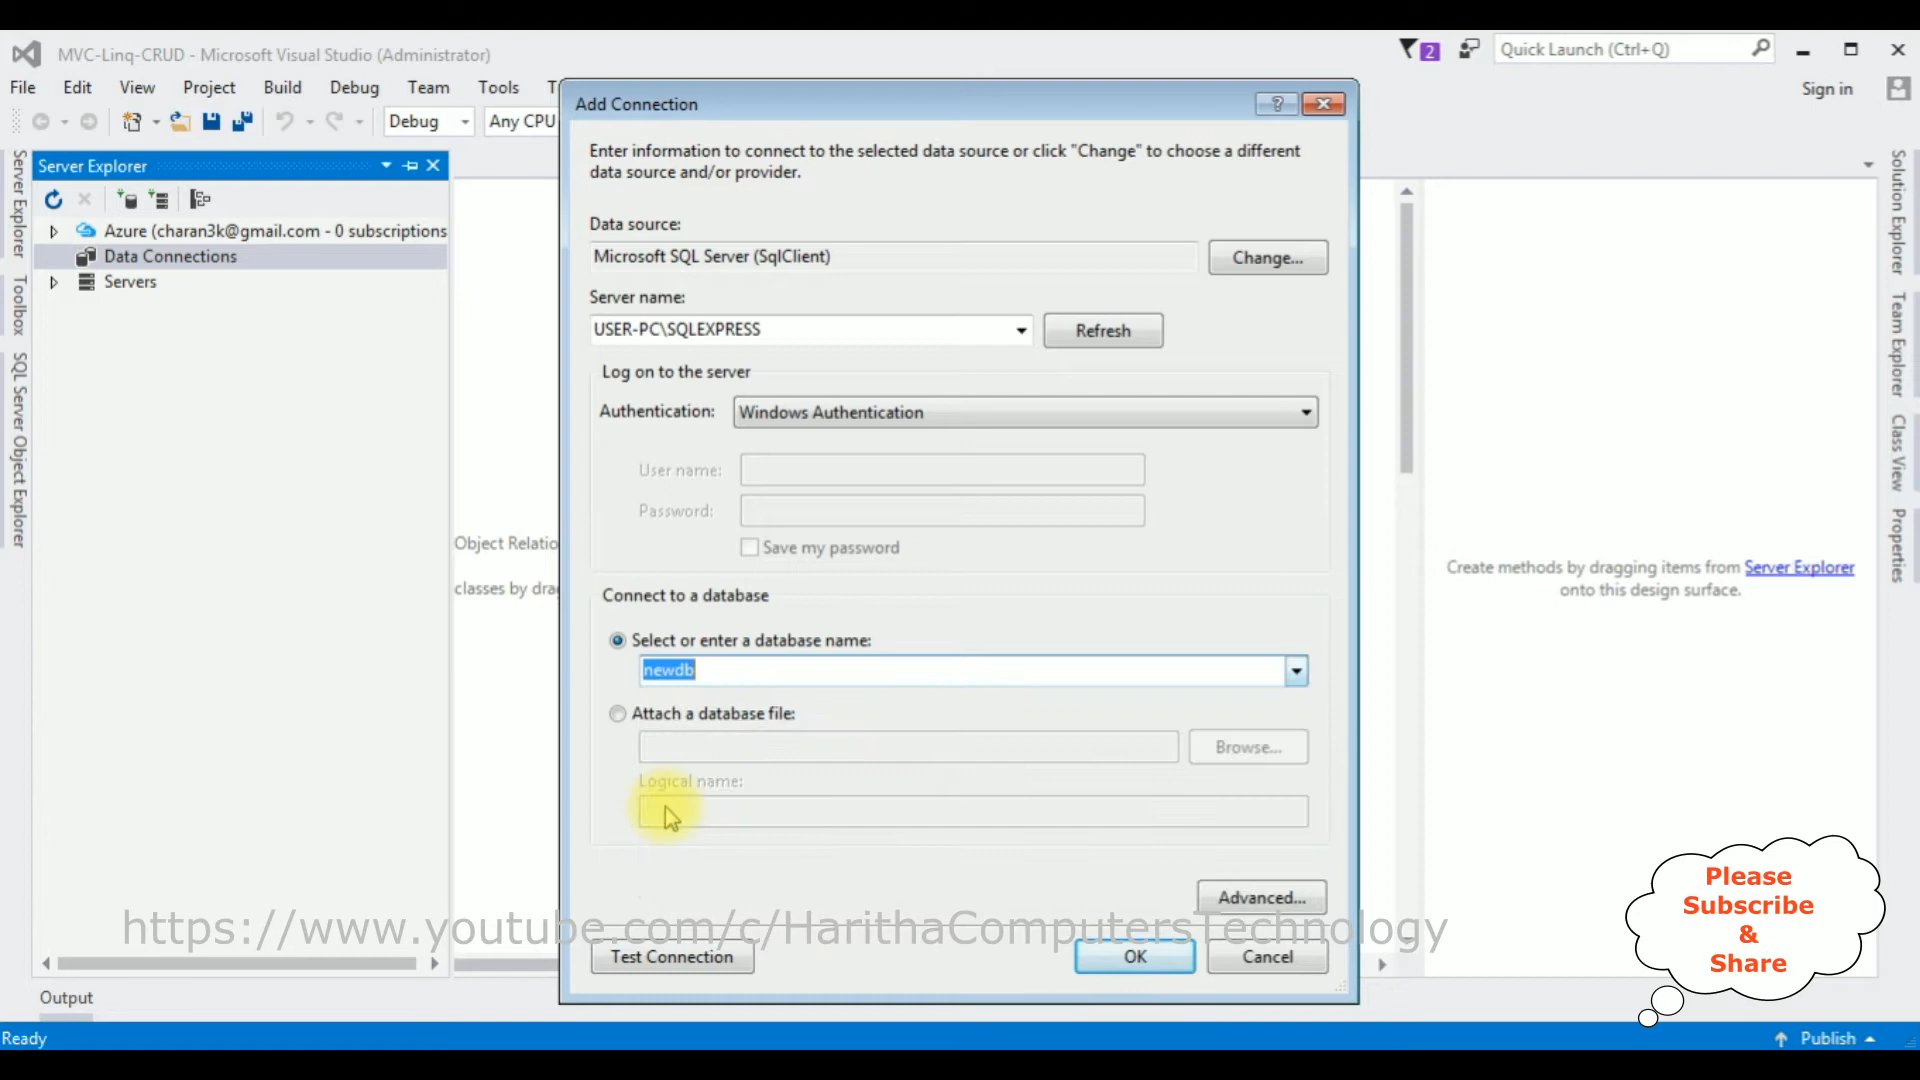 MVC-Linq-CRUD - Microsoft Visual Studio (Administrator)
2
Quick Launch (Ctrl+Q)
File Edit View Project Build Debug Team Tools T
Sign in
Debug
Any CPU
Server Explorer
Toolbox
SQL Server Object Explorer
Server Explorer
Azure (charan3k@gmail.com - 0 subscriptions
Data Connections
Servers
Object Relatio
classes by drag
Add Connection
?
Enter information to connect to the selected data source or click "Change" to choose a different
data source and/or provider.
Data source:
Microsoft SQL Server (SqlClient)
Change...
Server name:
USER-PC\SQLEXPRESS
Refresh
Log on to the server
Authentication:
Windows Authentication
User name:
Password:
Save my password
Connect to a database
Select or enter a database name:
newdb
Attach a database file:
Browse...
Logical name:
Advanced...
Test Connection
OK
Cancel
Create methods by dragging items from Server Explorer
onto this design surface.
Solution Explorer
Team Explorer
Class View
Properties
https://www.youtube.com/c/HarithaComputersTechnology
Please
Subscribe
&
Share
Output
Ready
Publish